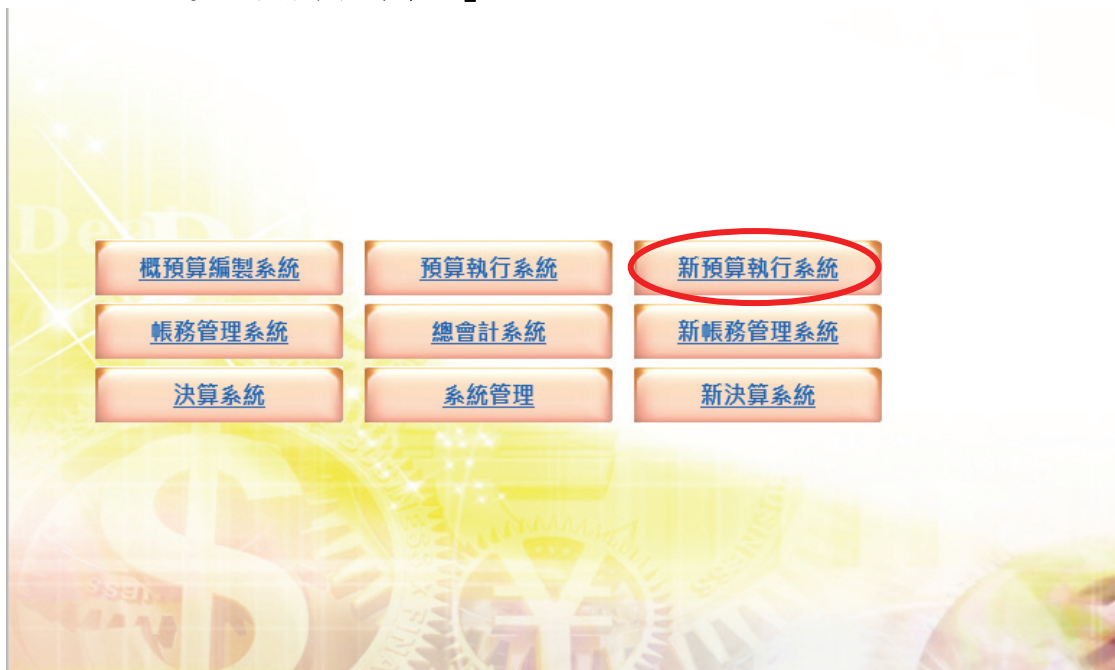 概預算編製系統 預算執行系統 新預算執行系統
帳務管理系統 總會計系統 新帳務管理系統
決算系統 系統管理 新決算系統